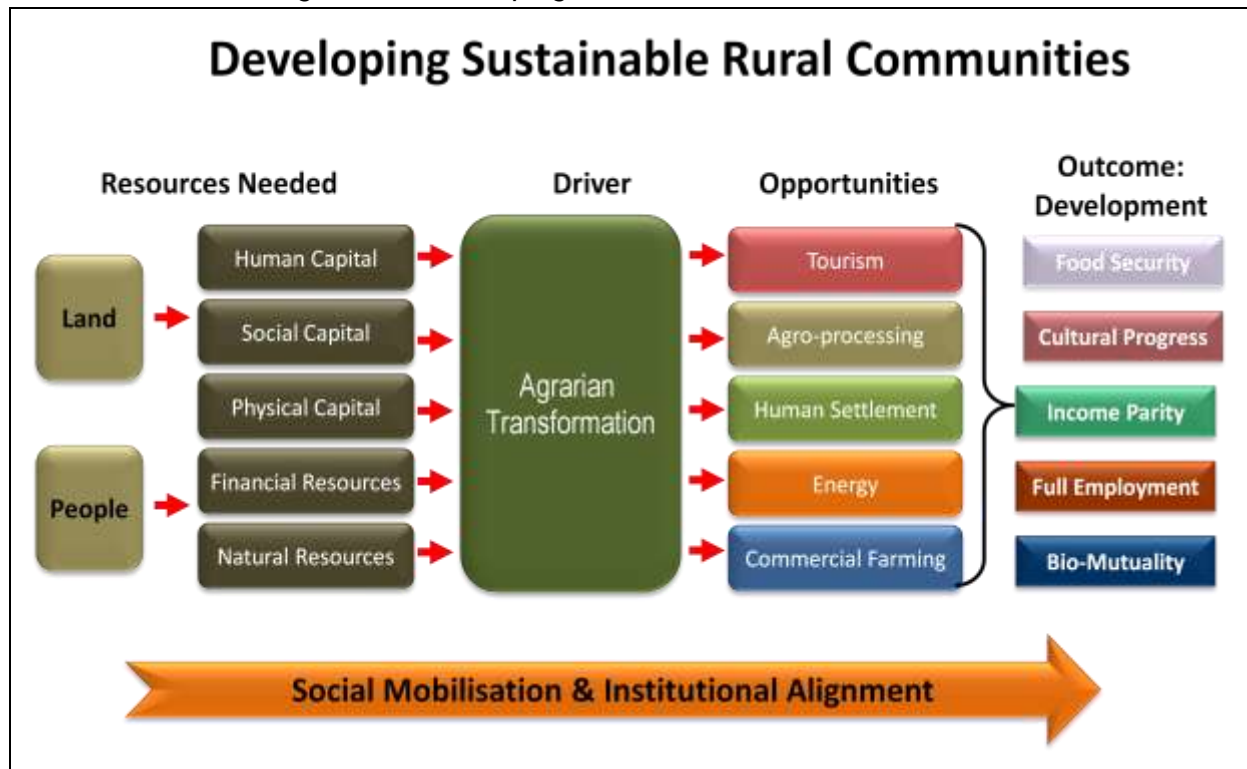 Developing Sustainable Rural Communities
Resources Needed
Driver
Opportunities
Outcome:
Development
Land
People
Human Capital
Social Capital
Physical Capital
Financial Resources
Natural Resources
Agrarian
Transformation
Tourism
Agro-processing
Human Settlement
Energy
Commercial Farming
Food Security
Cultural Progress
Income Parity
Full Employment
Bio-Mutuality
Social Mobilisation & Institutional Alignment